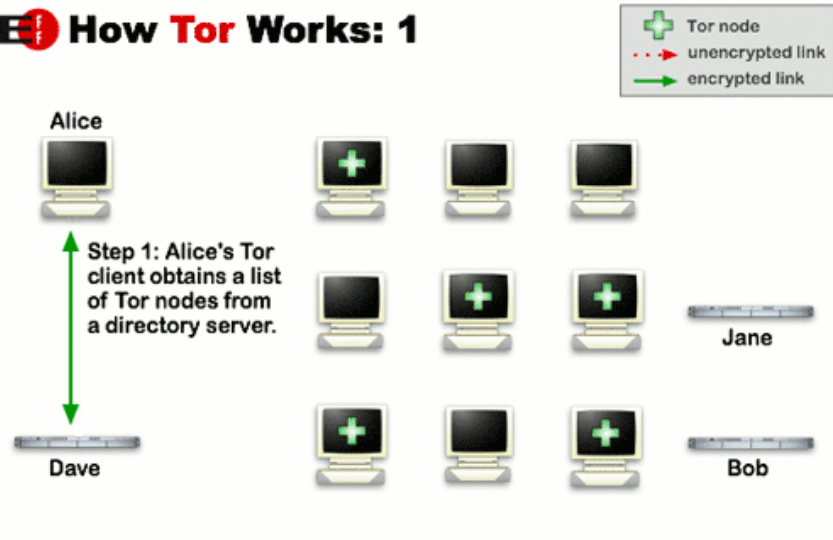 EFF How Tor Works: 1
Tor node
unencrypted link
encrypted link
Alice
Step 1: Alice's Tor
client obtains a list
of Tor nodes from
a directory server.
Jane
Dave
Bob